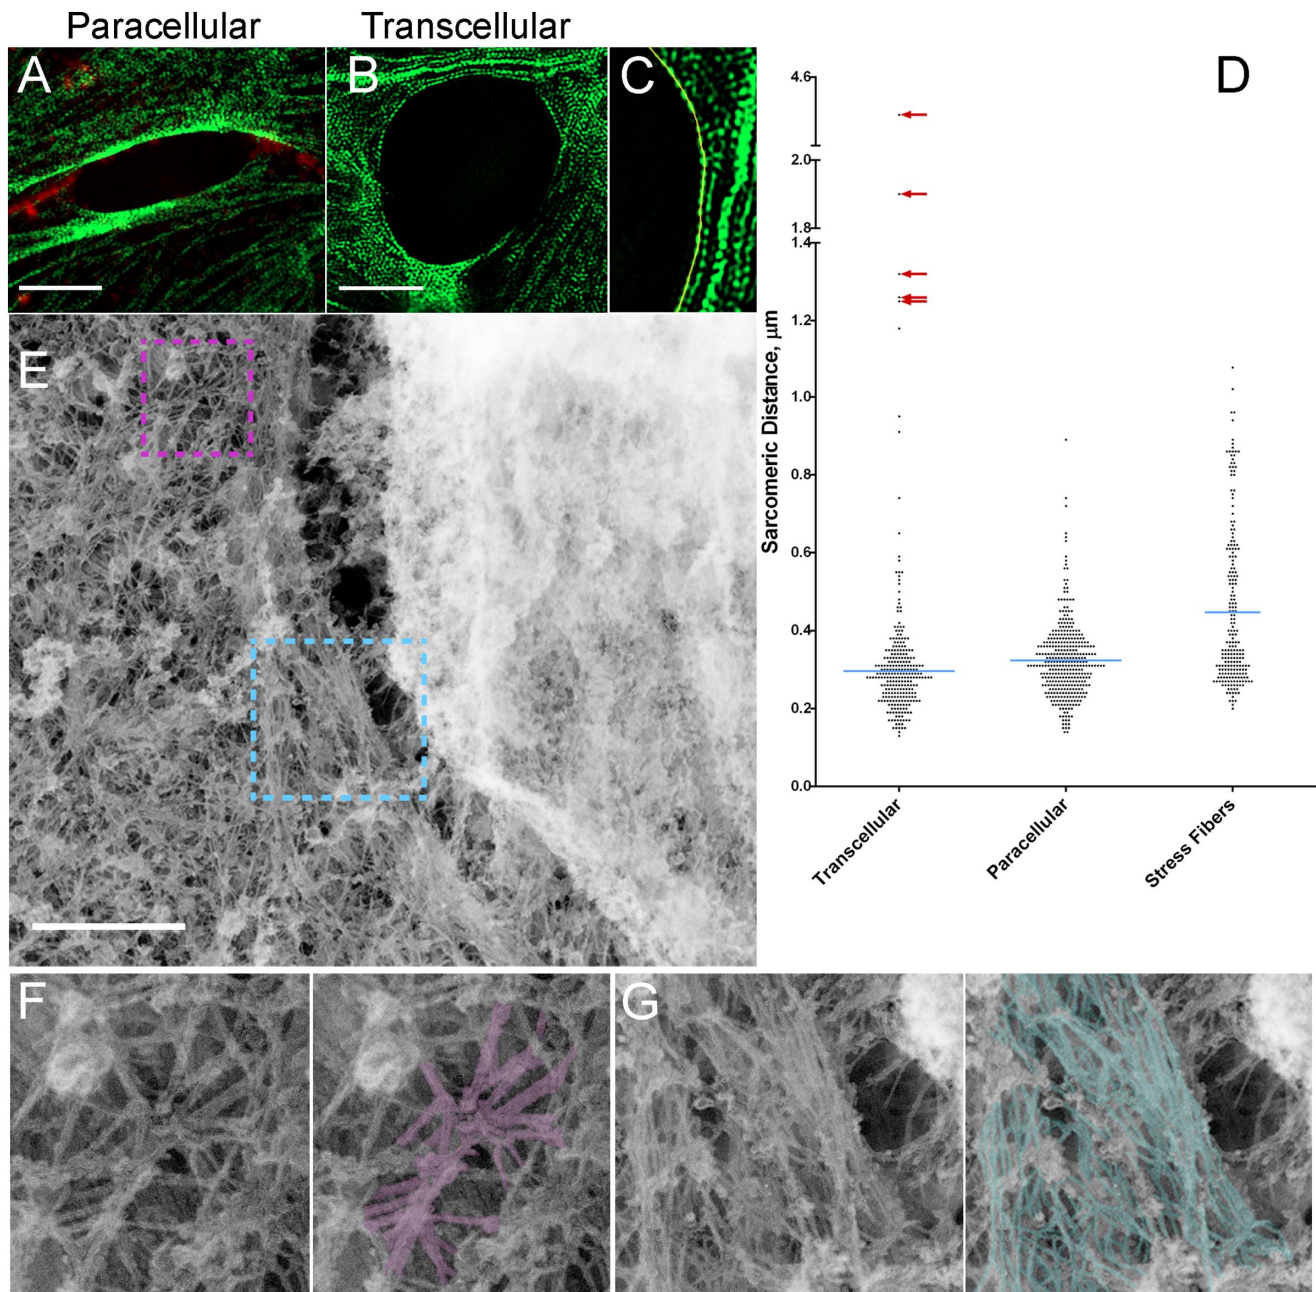 Paracellular Transcellular
A B C D
4.6
2.0
1.8
1.4
1.2
1.0
0.8
0.6
0.4
0.2
0.0
Sarcomeric Distance, μm
Transcellular Paracellular Stress Fibers
E
F G